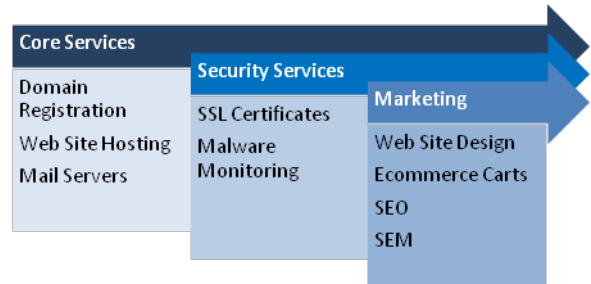 Core Services
Domain
Registration
Web Site Hosting
Mail Servers
Security Services
SSL Certificates
Malware
Monitoring
Marketing
Web Site Design
Ecommerce Carts
SEO
SEM